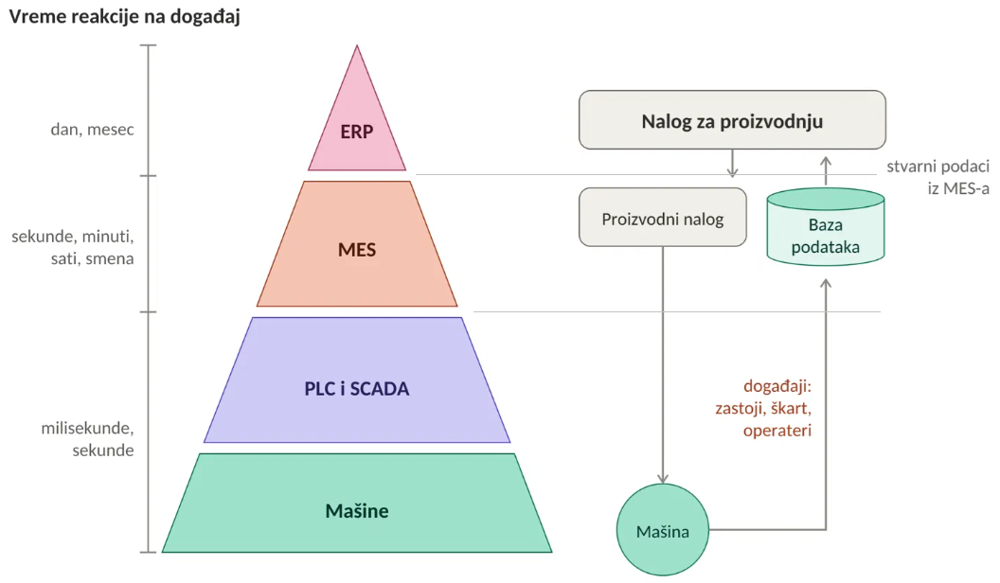 Vreme reakcije na događaj
dan, mesec
sekunde, minuti,
sati, smena
milisekunde,
sekunde
ERP
MES
PLC i SCADA
Mašine
Nalog za proizvodnju
stvarni podaci
iz MES-a
Proizvodni nalog
Baza
podataka
događaji:
zastoji, škart,
operateri
Mašina